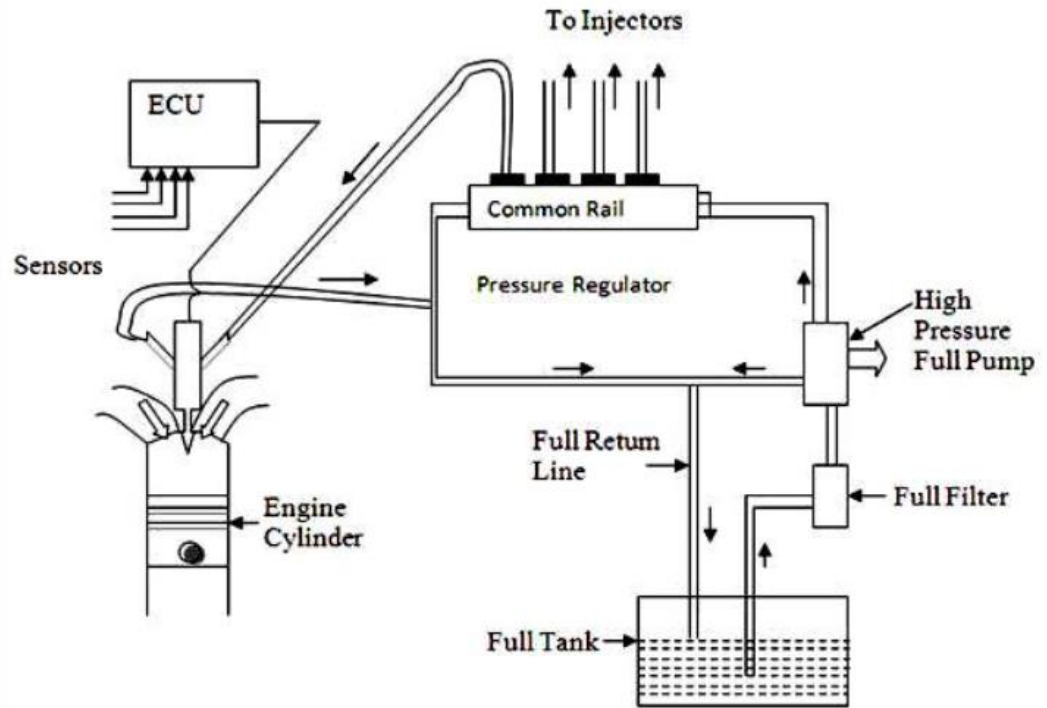 To Injectors
ECU
Common Rail
Sensors
Pressure Regulator
High
Pressure
Full Pump
Full Retum
Line
Full Filter
Engine
Cylinder
Full Tank